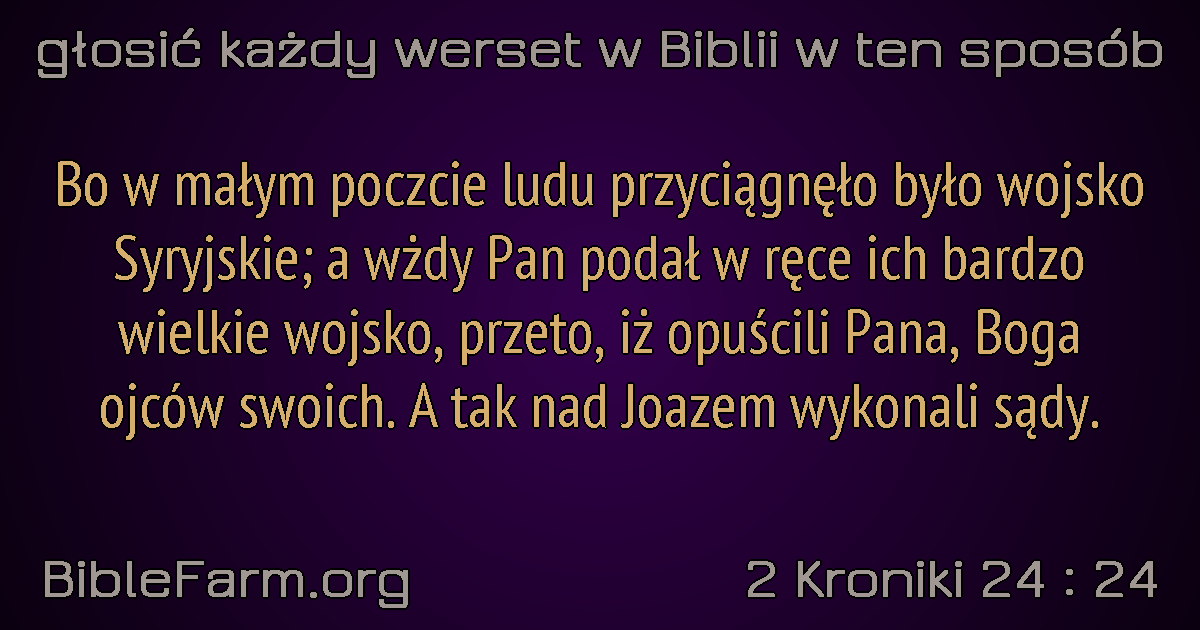 głosić każdy werset w Biblii w ten sposób
Bo w małym poczcie ludu przyciągnęło było wojsko
Syryjskie; a wżdy Pan podał w ręce ich bardzo
wielkie wojsko, przeto, iż opuścili Pana, Boga
ojców swoich. A tak nad Joazem wykonali sądy.
BibleFarm.org
2 Kroniki 24 : 24